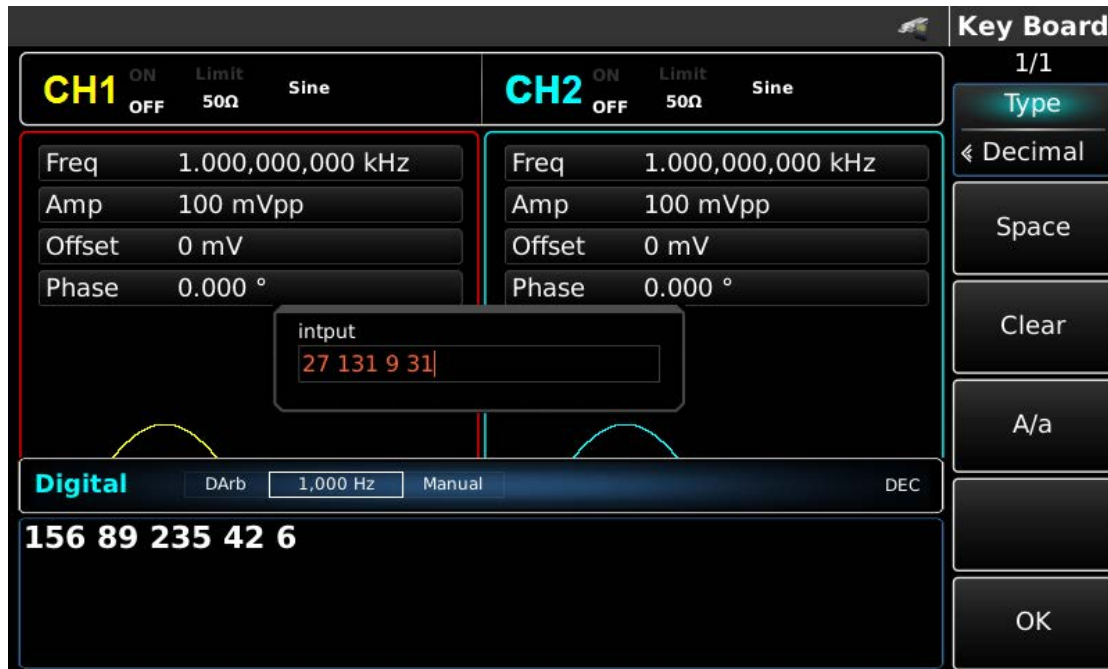 Key Board
1/1
CH1 ON OFF Limit 50Ω Sine
CH2 ON OFF Limit 50Ω Sine
Type
Decimal
Freq 1.000,000,000 kHz
Amp 100 mVpp
Offset 0 mV
Phase 0.000 °
Freq 1.000,000,000 kHz
Amp 100 mVpp
Offset 0 mV
Phase 0.000 °
Space
intput
27 131 9 31
Clear
A/a
Digital DArb 1,000 Hz Manual DEC
156 89 235 42 6
OK